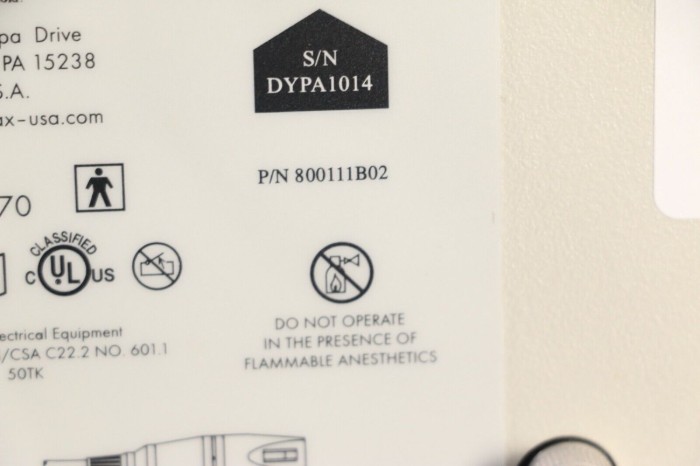 pa Drive
PA 15238
S.A.
ax-usa.com
S/N
DYPA1014
P/N 800111B02
70
CLASSIFIED
C UL US
DO NOT OPERATE
IN THE PRESENCE OF
FLAMMABLE ANESTHETICS
ectrical Equipment
/CSA C22.2 NO. 601.1
50TK